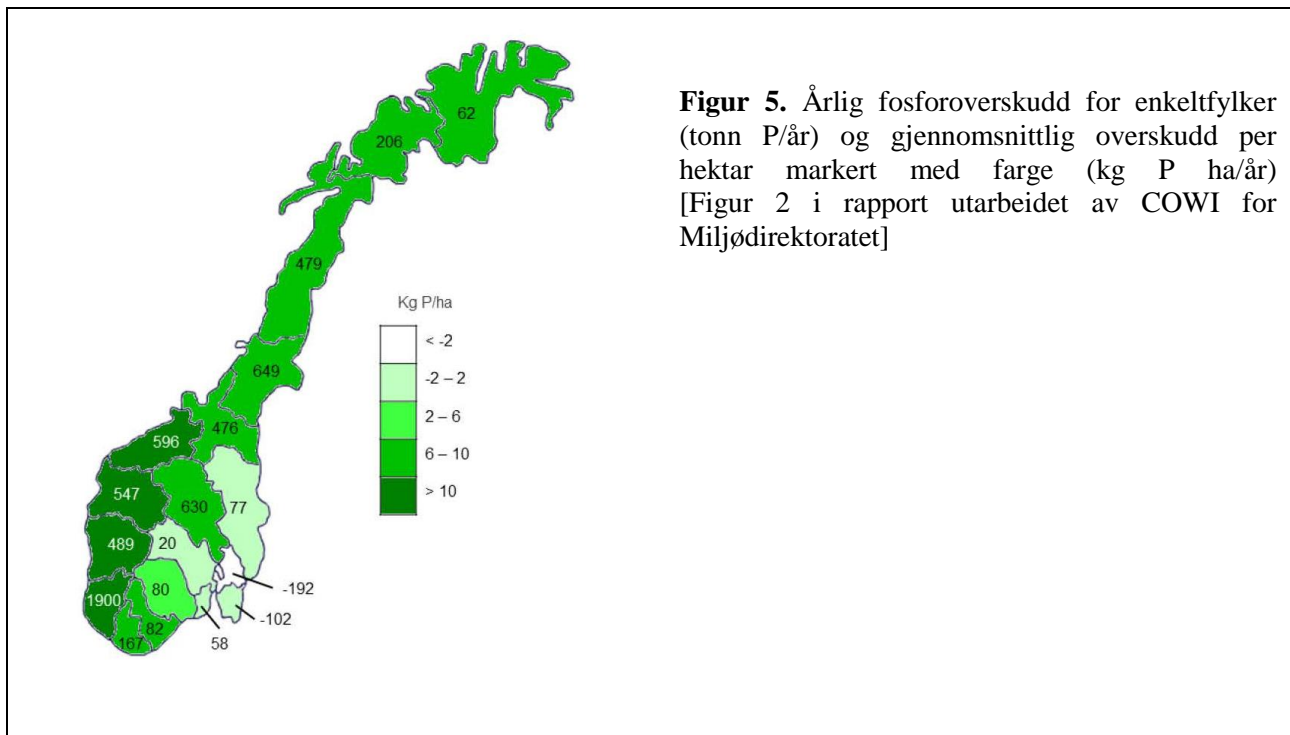 Figur 5. Årlig fosforoverskudd for enkeltfylker
(tonn P/år) og gjennomsnittlig overskudd per
hektar markert med farge (kg P ha/år)
[Figur 2 i rapport utarbeidet av COWI for
Miljødirektoratet]
62
206
479
649
476
596
547
630
77
489
20
80
1900
82
167
-192
-102
58
Kg P/ha
< -2
-2 – 2
2 – 6
6 – 10
> 10